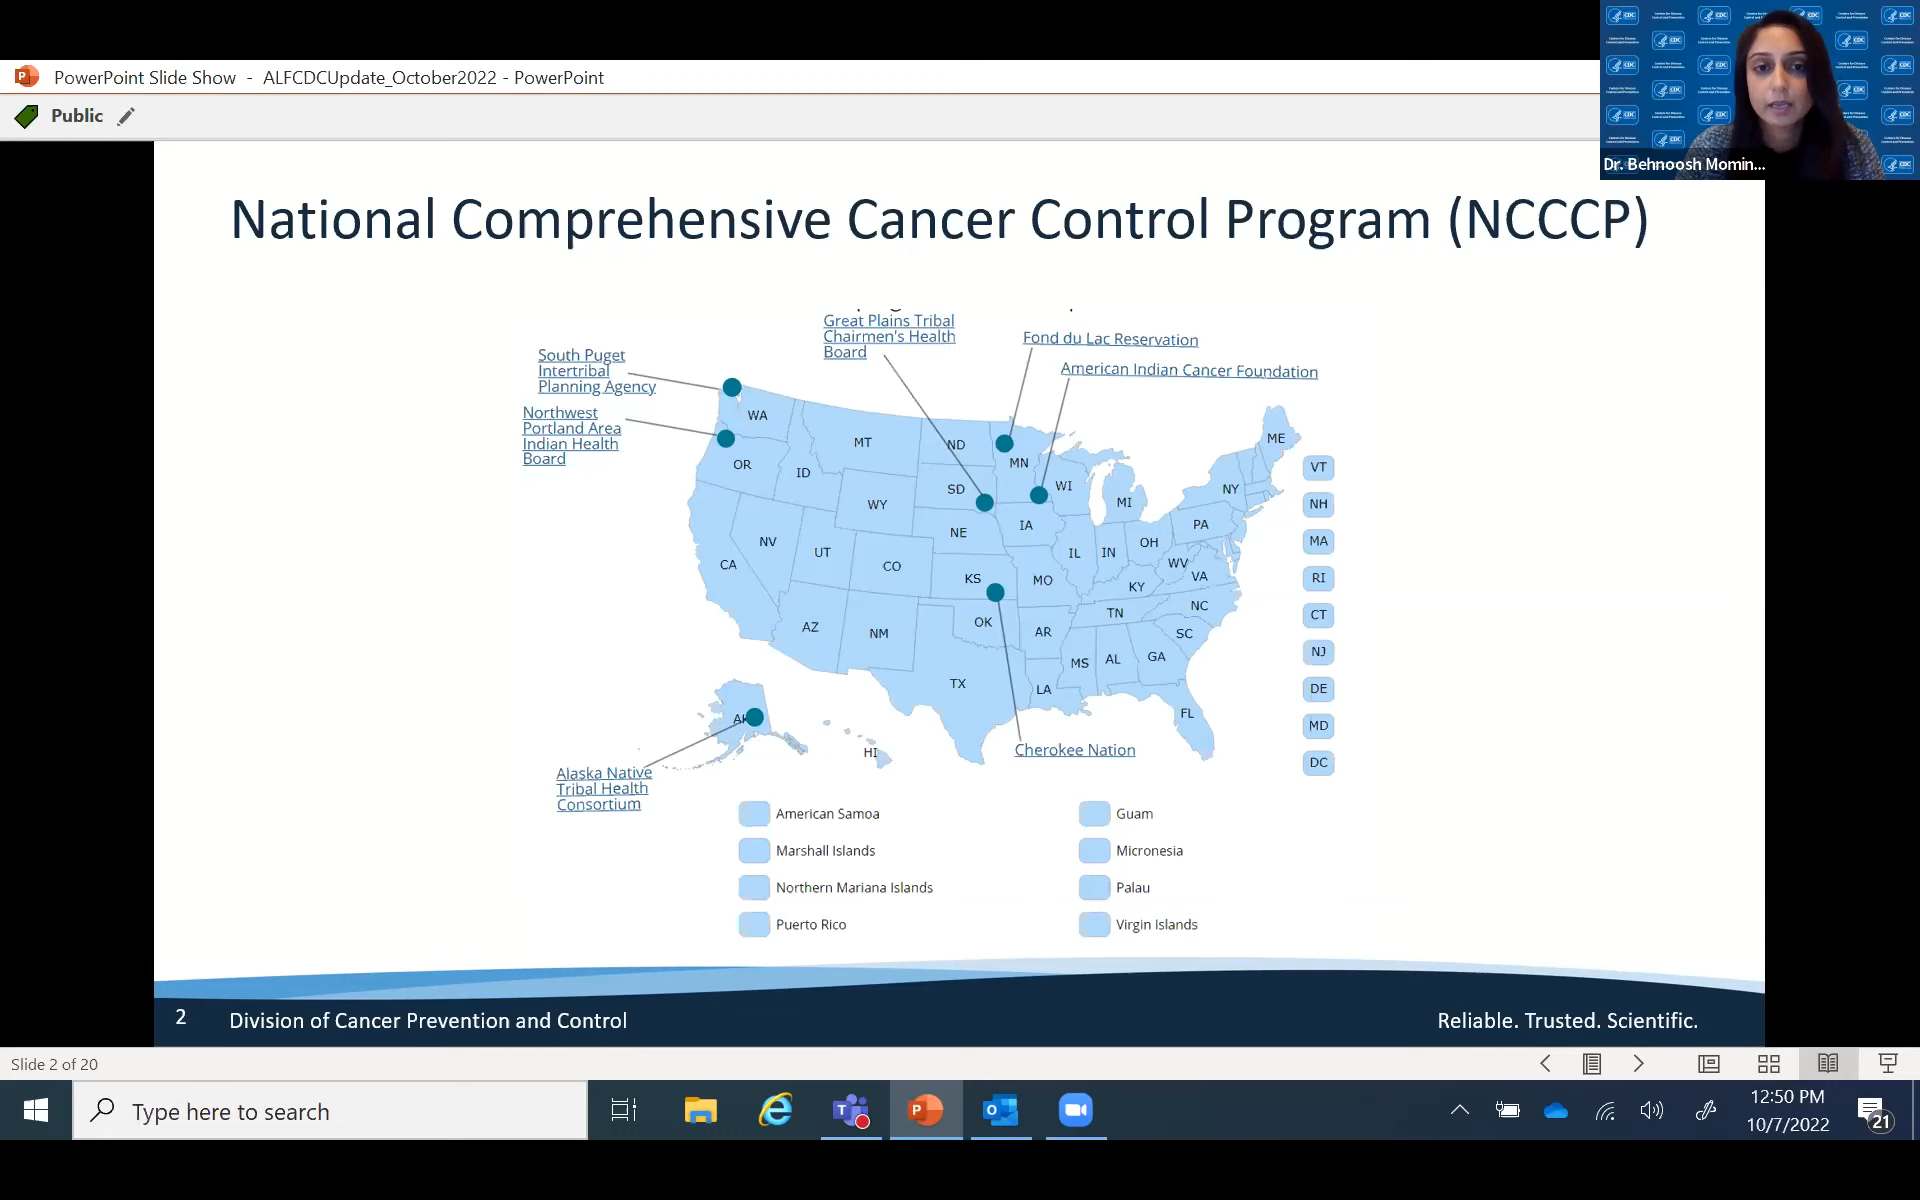 PowerPoint Slide Show - ALFCDCUpdate_October2022 - PowerPoint
Public
CDC
Dr. Behnoosh Momin...
National Comprehensive Cancer Control Program (NCCCP)
Great Plains Tribal
Chairmen's Health
Board
Fond du Lac Reservation
American Indian Cancer Foundation
South Puget
Intertribal
Planning Agency
Northwest
Portland Area
Indian Health
Board
WA
MT
ND
MN
ME
OR
ID
SD
WI
NY
WY
MI
IA
PA
NE
NV
UT
CO
IL
IN
OH
WV
VA
CA
KS
MO
KY
NC
TN
AZ
NM
OK
AR
SC
MS
AL
GA
TX
LA
FL
HI
VT
NH
MA
RI
CT
NJ
DE
MD
DC
Cherokee Nation
Alaska Native
Tribal Health
Consortium
American Samoa
Guam
Marshall Islands
Micronesia
Northern Mariana Islands
Palau
Puerto Rico
Virgin Islands
2
Division of Cancer Prevention and Control
Reliable. Trusted. Scientific.
Slide 2 of 20
Type here to search
12:50 PM
10/7/2022
21